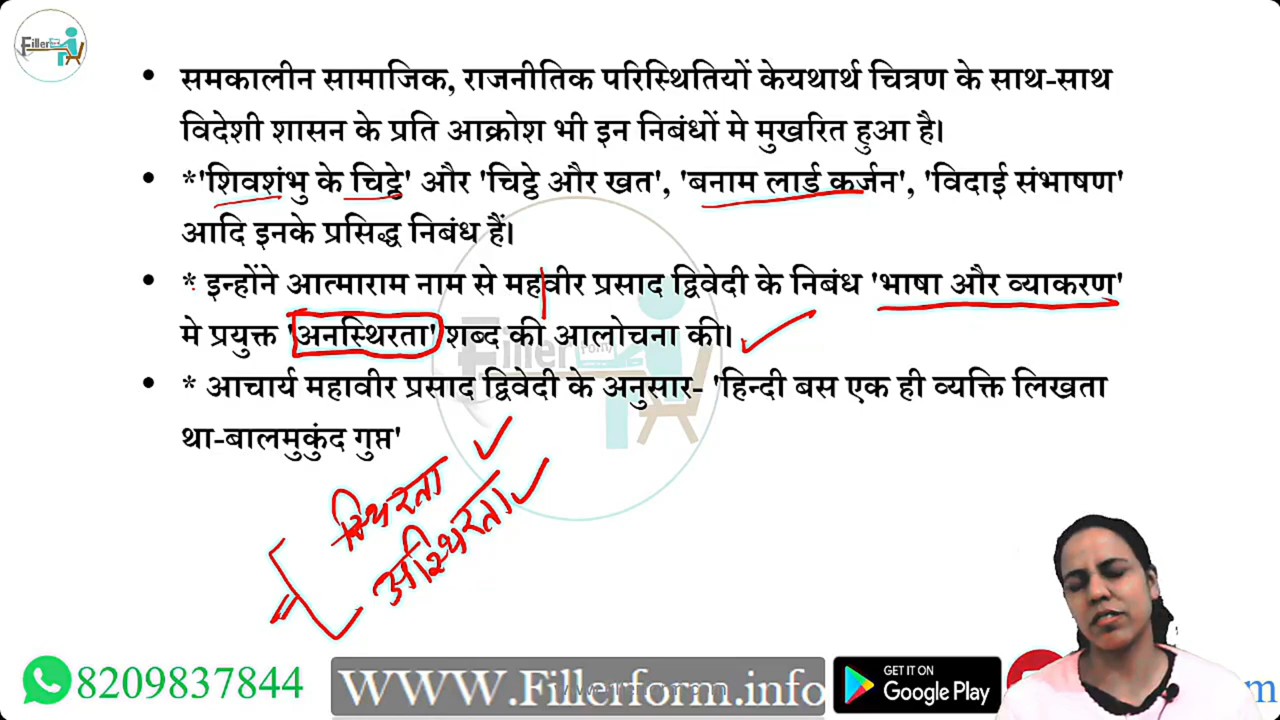 Fillerform
• समकालीन सामाजिक, राजनीतिक परिस्थितियों केयथार्थ चित्रण के साथ-साथ
विदेशी शासन के प्रति आक्रोश भी इन निबंधों मे मुखरित हुआ है।
• *'शिवशंभु के चिट्ठे' और 'चिट्ठे और खत', 'बनाम लार्ड कर्जन', 'विदाई संभाषण'
आदि इनके प्रसिद्ध निबंध हैं।
• * इन्होंने आत्माराम नाम से महवीर प्रसाद द्विवेदी के निबंध 'भाषा और व्याकरण'
मे प्रयुक्त 'अनस्थिरता' शब्द की आलोचना की।
• * आचार्य महावीर प्रसाद द्विवेदी के अनुसार- 'हिन्दी बस एक ही व्यक्ति लिखता
था-बालमुकुंद गुप्त'
स्थिरता
अस्थिरता
8209837844
WWW.Fillerform.info
GET IT ON
Google Play